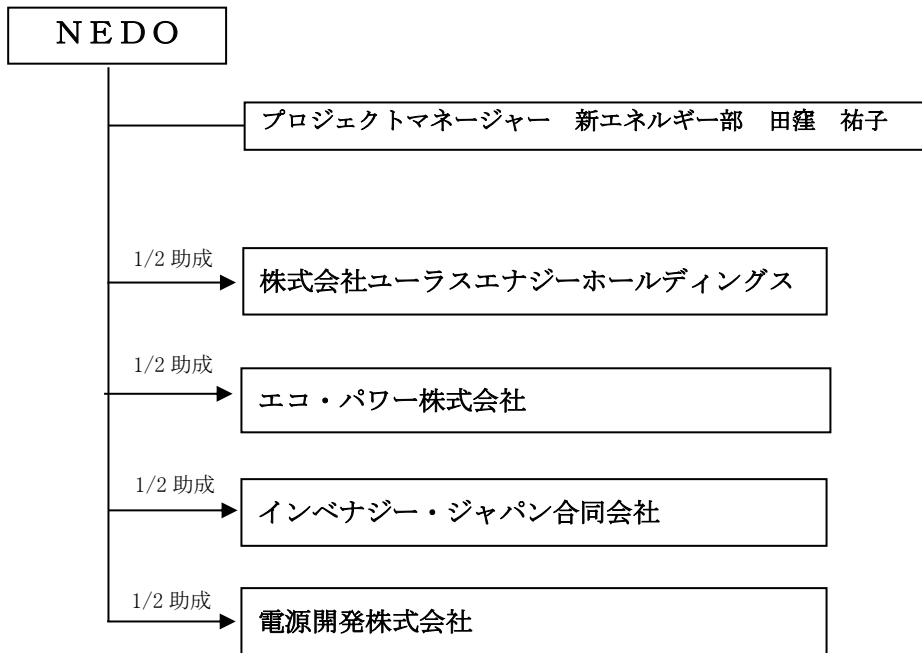 ＮＥＤＯ
プロジェクトマネージャー　新エネルギー部　田窪　祐子
1/2 助成
株式会社ユーラスエナジーホールディングス
1/2 助成
エコ・パワー株式会社
1/2 助成
インベナジー・ジャパン合同会社
1/2 助成
電源開発株式会社